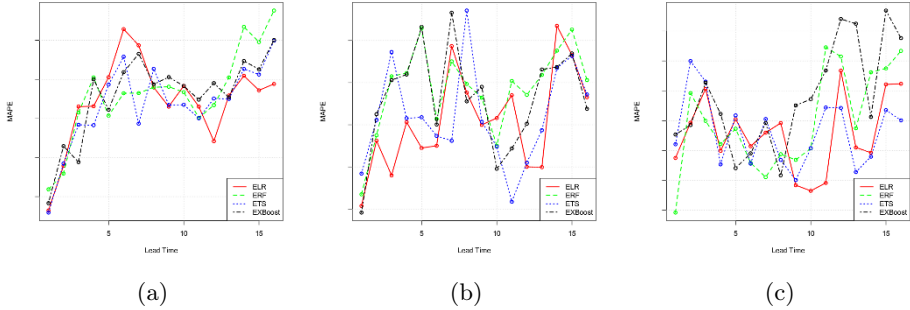 MAPE
ELR
ERF
ETS
EXBoost
5 10 15
Lead Time
(a)
MAPE
ELR
ERF
ETS
EXBoost
5 10 15
Lead Time
(b)
MAPE
ELR
ERF
ETS
EXBoost
5 10 15
Lead Time
(c)